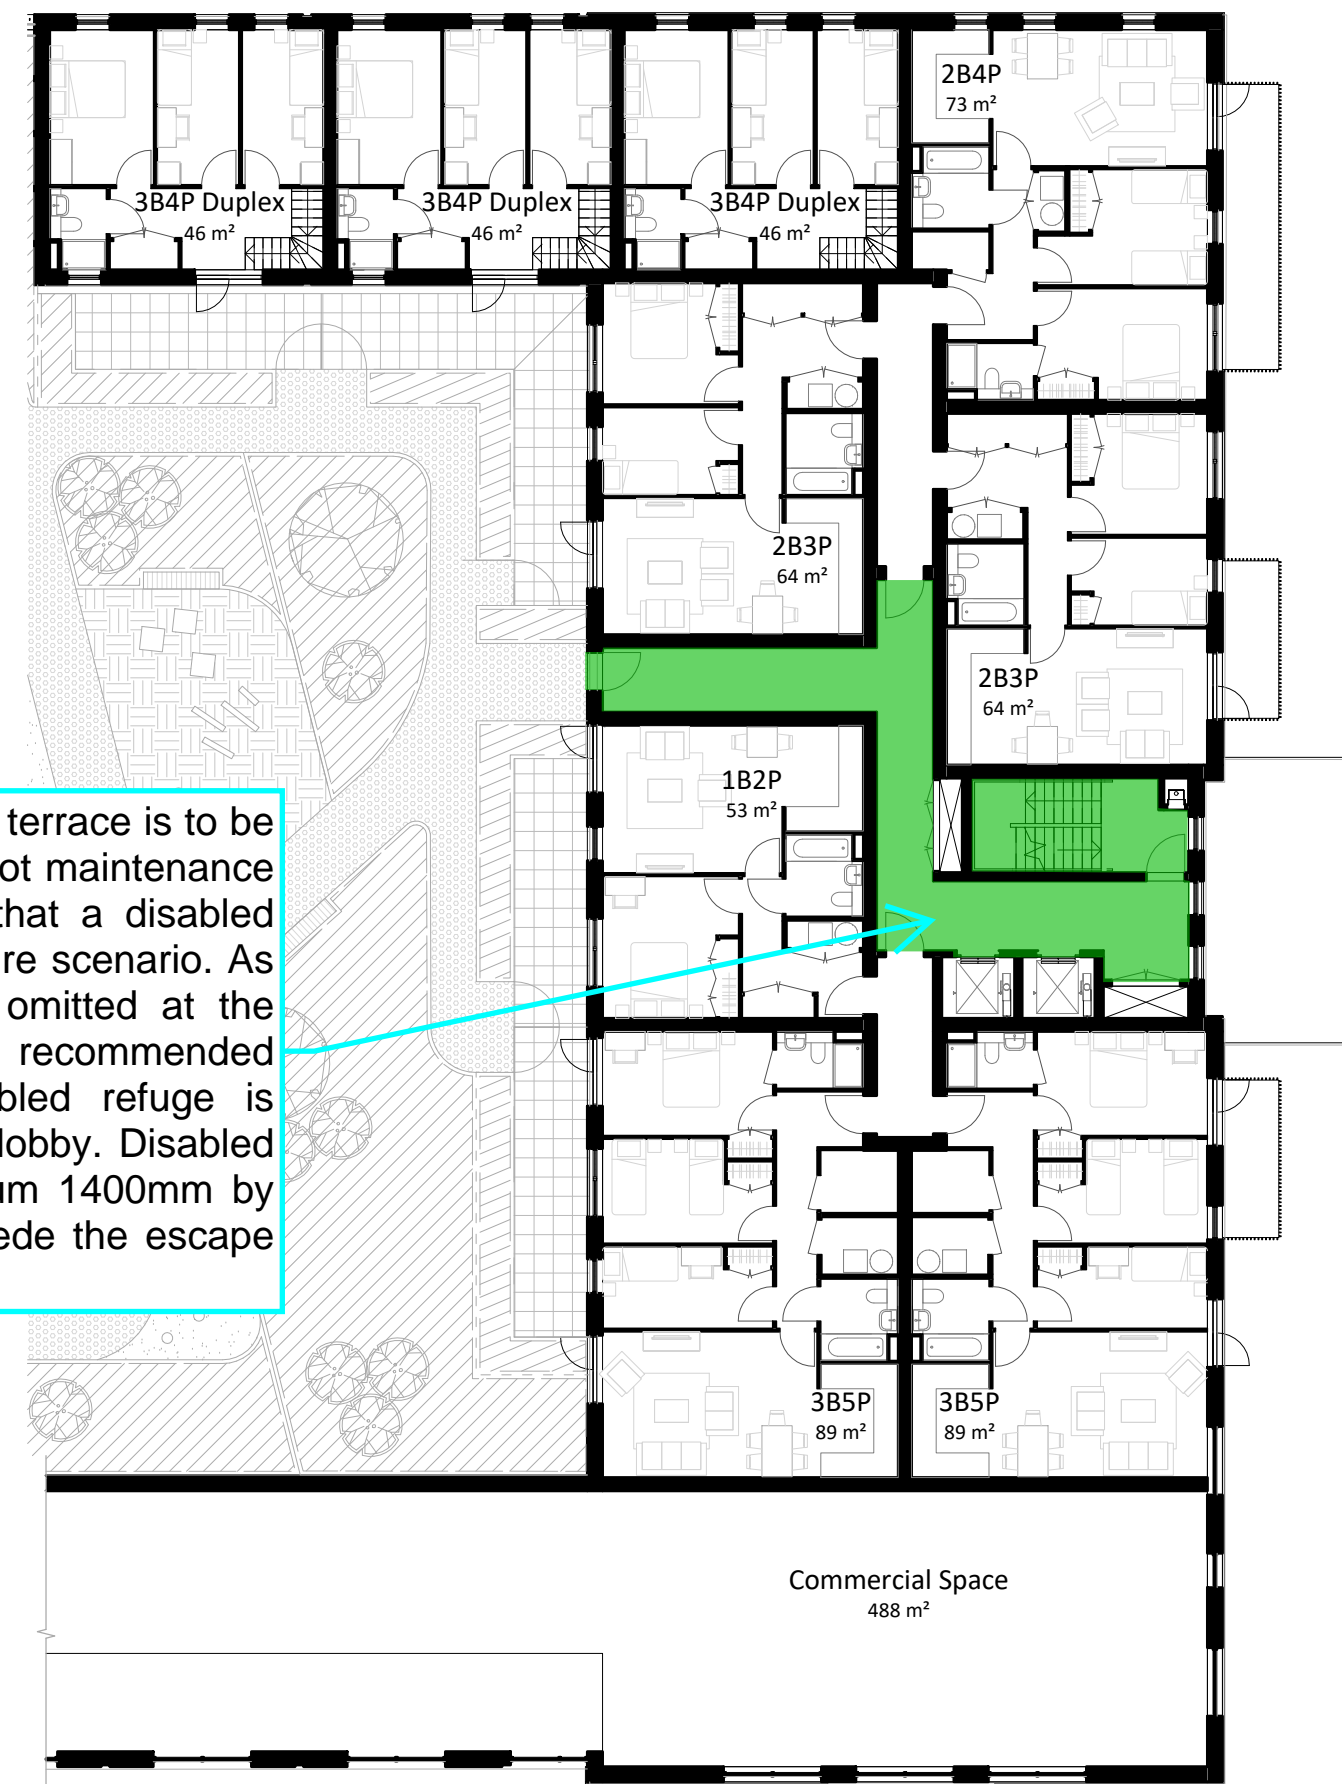 2B4P
73 m²
3B4P Duplex
46 m²
3B4P Duplex
46 m²
3B4P Duplex
46 m²
2B3P
64 m²
2B3P
64 m²
1B2P
53 m²
terrace is to be
ot maintenance
that a disabled
re scenario. As
omitted at the
recommended
bled refuge is
lobby. Disabled
um 1400mm by
ede the escape
3B5P
89 m²
3B5P
89 m²
Commercial Space
488 m²